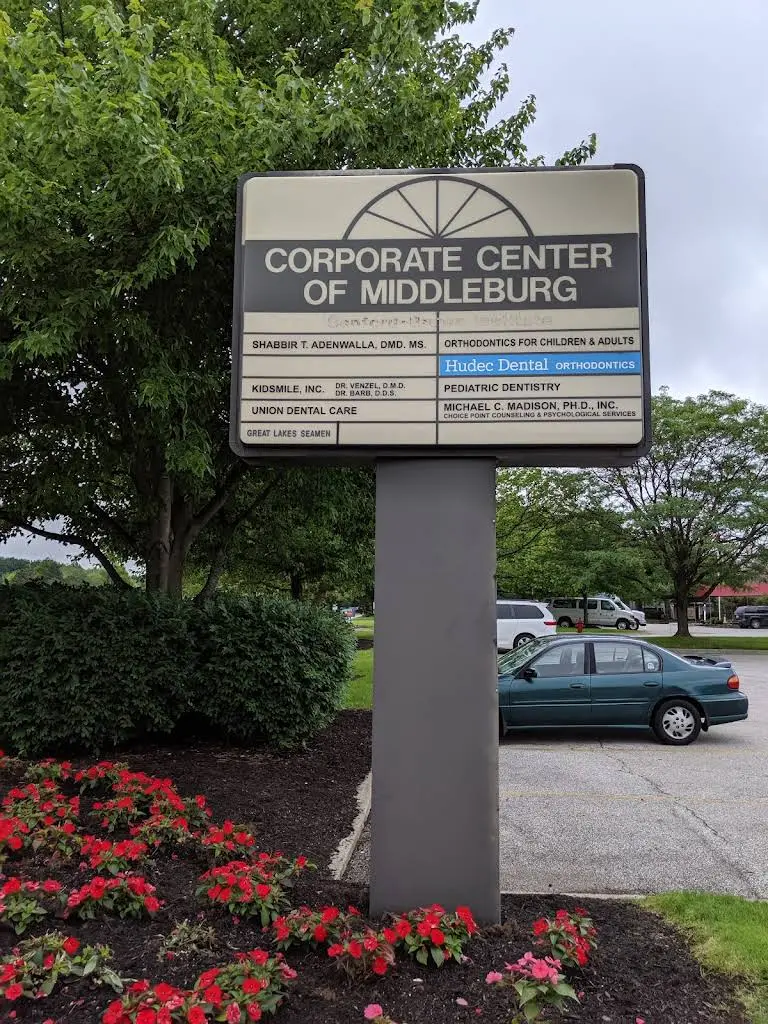 CORPORATE CENTER
OF MIDDLEBURG
SHABBIR T. ADENWALLA, DMD. MS.
ORTHODONTICS FOR CHILDREN & ADULTS
Hudec Dental ORTHODONTICS
KIDSMILE, INC.
DR. VENZEL, D.M.D.
DR. BARB, D.D.S.
PEDIATRIC DENTISTRY
UNION DENTAL CARE
MICHAEL C. MADISON, PH.D., INC.
CHOICE POINT COUNSELING & PSYCHOLOGICAL SERVICES
GREAT LAKES SEAMEN